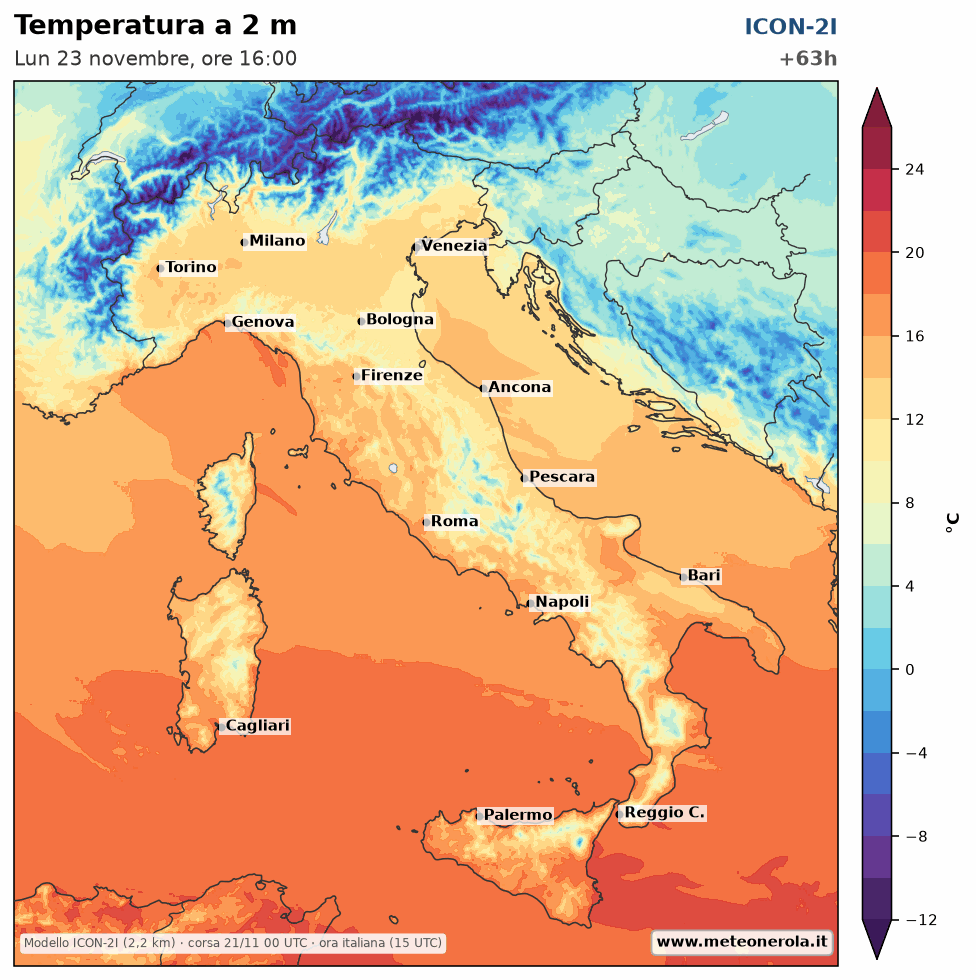 Temperatura a 2 m
ICON-2I
Lun 23 novembre, ore 16:00
+63h
Milano
Venezia
Torino
Genova
Bologna
Firenze
Ancona
Pescara
Roma
Bari
Napoli
Cagliari
Palermo
Reggio C.
24
20
16
12
8
4
0
−4
−8
−12
°C
Modello ICON-2I (2,2 km) · corsa 21/11 00 UTC · ora italiana (15 UTC)
www.meteonerola.it